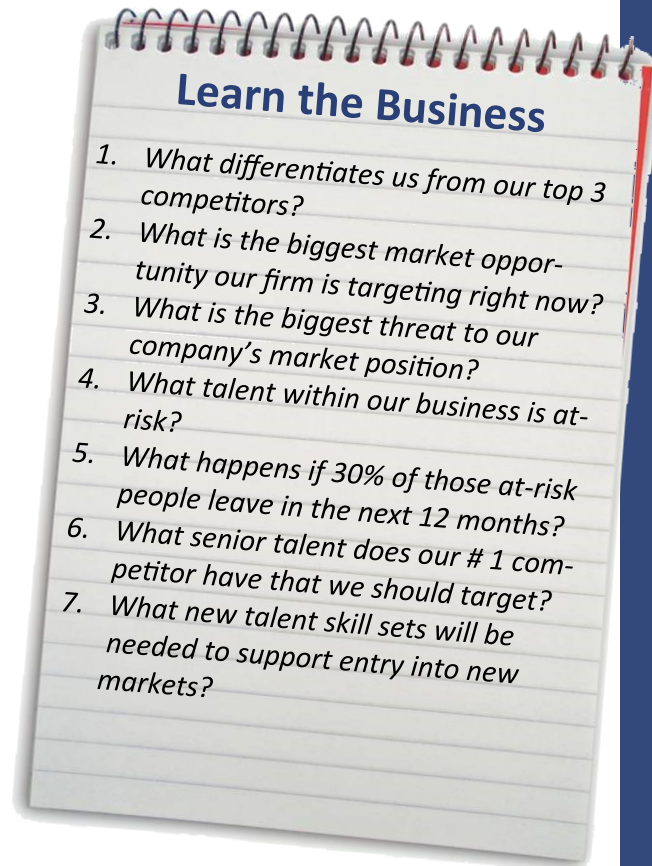 Learn the Business
1. What differentiates us from our top 3
competitors?
2. What is the biggest market oppor-
tunity our firm is targeting right now?
3. What is the biggest threat to our
company's market position?
4. What talent within our business is at-
risk?
5. What happens if 30% of those at-risk
people leave in the next 12 months?
6. What senior talent does our # 1 com-
petitor have that we should target?
7. What new talent skill sets will be
needed to support entry into new
markets?